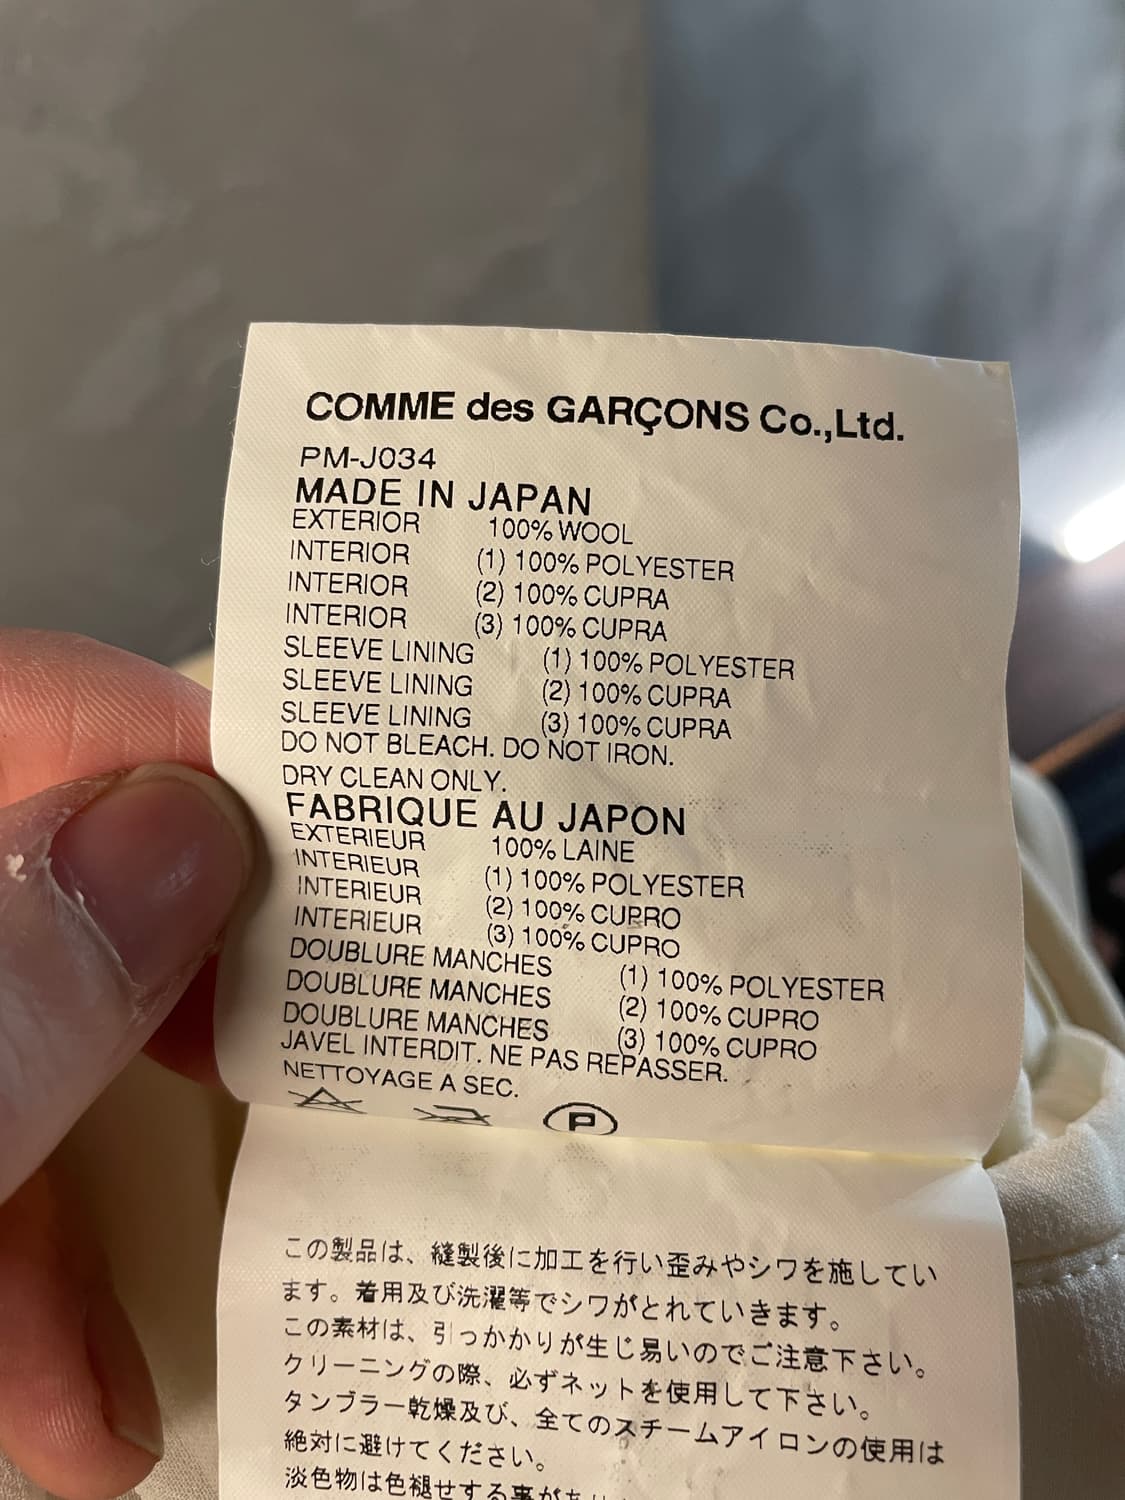 COMME des GARÇONS Co.,Ltd.
PM-J034
MADE IN JAPAN
EXTERIOR 100% WOOL
INTERIOR (1) 100% POLYESTER
INTERIOR (2) 100% CUPRA
INTERIOR (3) 100% CUPRA
SLEEVE LINING (1) 100% POLYESTER
SLEEVE LINING (2) 100% CUPRA
SLEEVE LINING (3) 100% CUPRA
DO NOT BLEACH. DO NOT IRON.
DRY CLEAN ONLY.
FABRIQUE AU JAPON
EXTERIEUR 100% LAINE
INTERIEUR (1) 100% POLYESTER
INTERIEUR (2) 100% CUPRO
INTERIEUR (3) 100% CUPRO
DOUBLURE MANCHES (1) 100% POLYESTER
DOUBLURE MANCHES (2) 100% CUPRO
DOUBLURE MANCHES (3) 100% CUPRO
JAVEL INTERDIT. NE PAS REPASSER.
NETTOYAGE A SEC.
P
この製品は、縫製後に加工を行い歪みやシワを施してい
ます。着用及び洗濯等でシワがとれていきます。
この素材は、引っかかりが生じ易いのでご注意下さい。
クリーニングの際、必ずネットを使用して下さい。
タンブラー乾燥及び、全てのスチームアイロンの使用は
絶対に避けてください。
淡色物は色褪せする事が